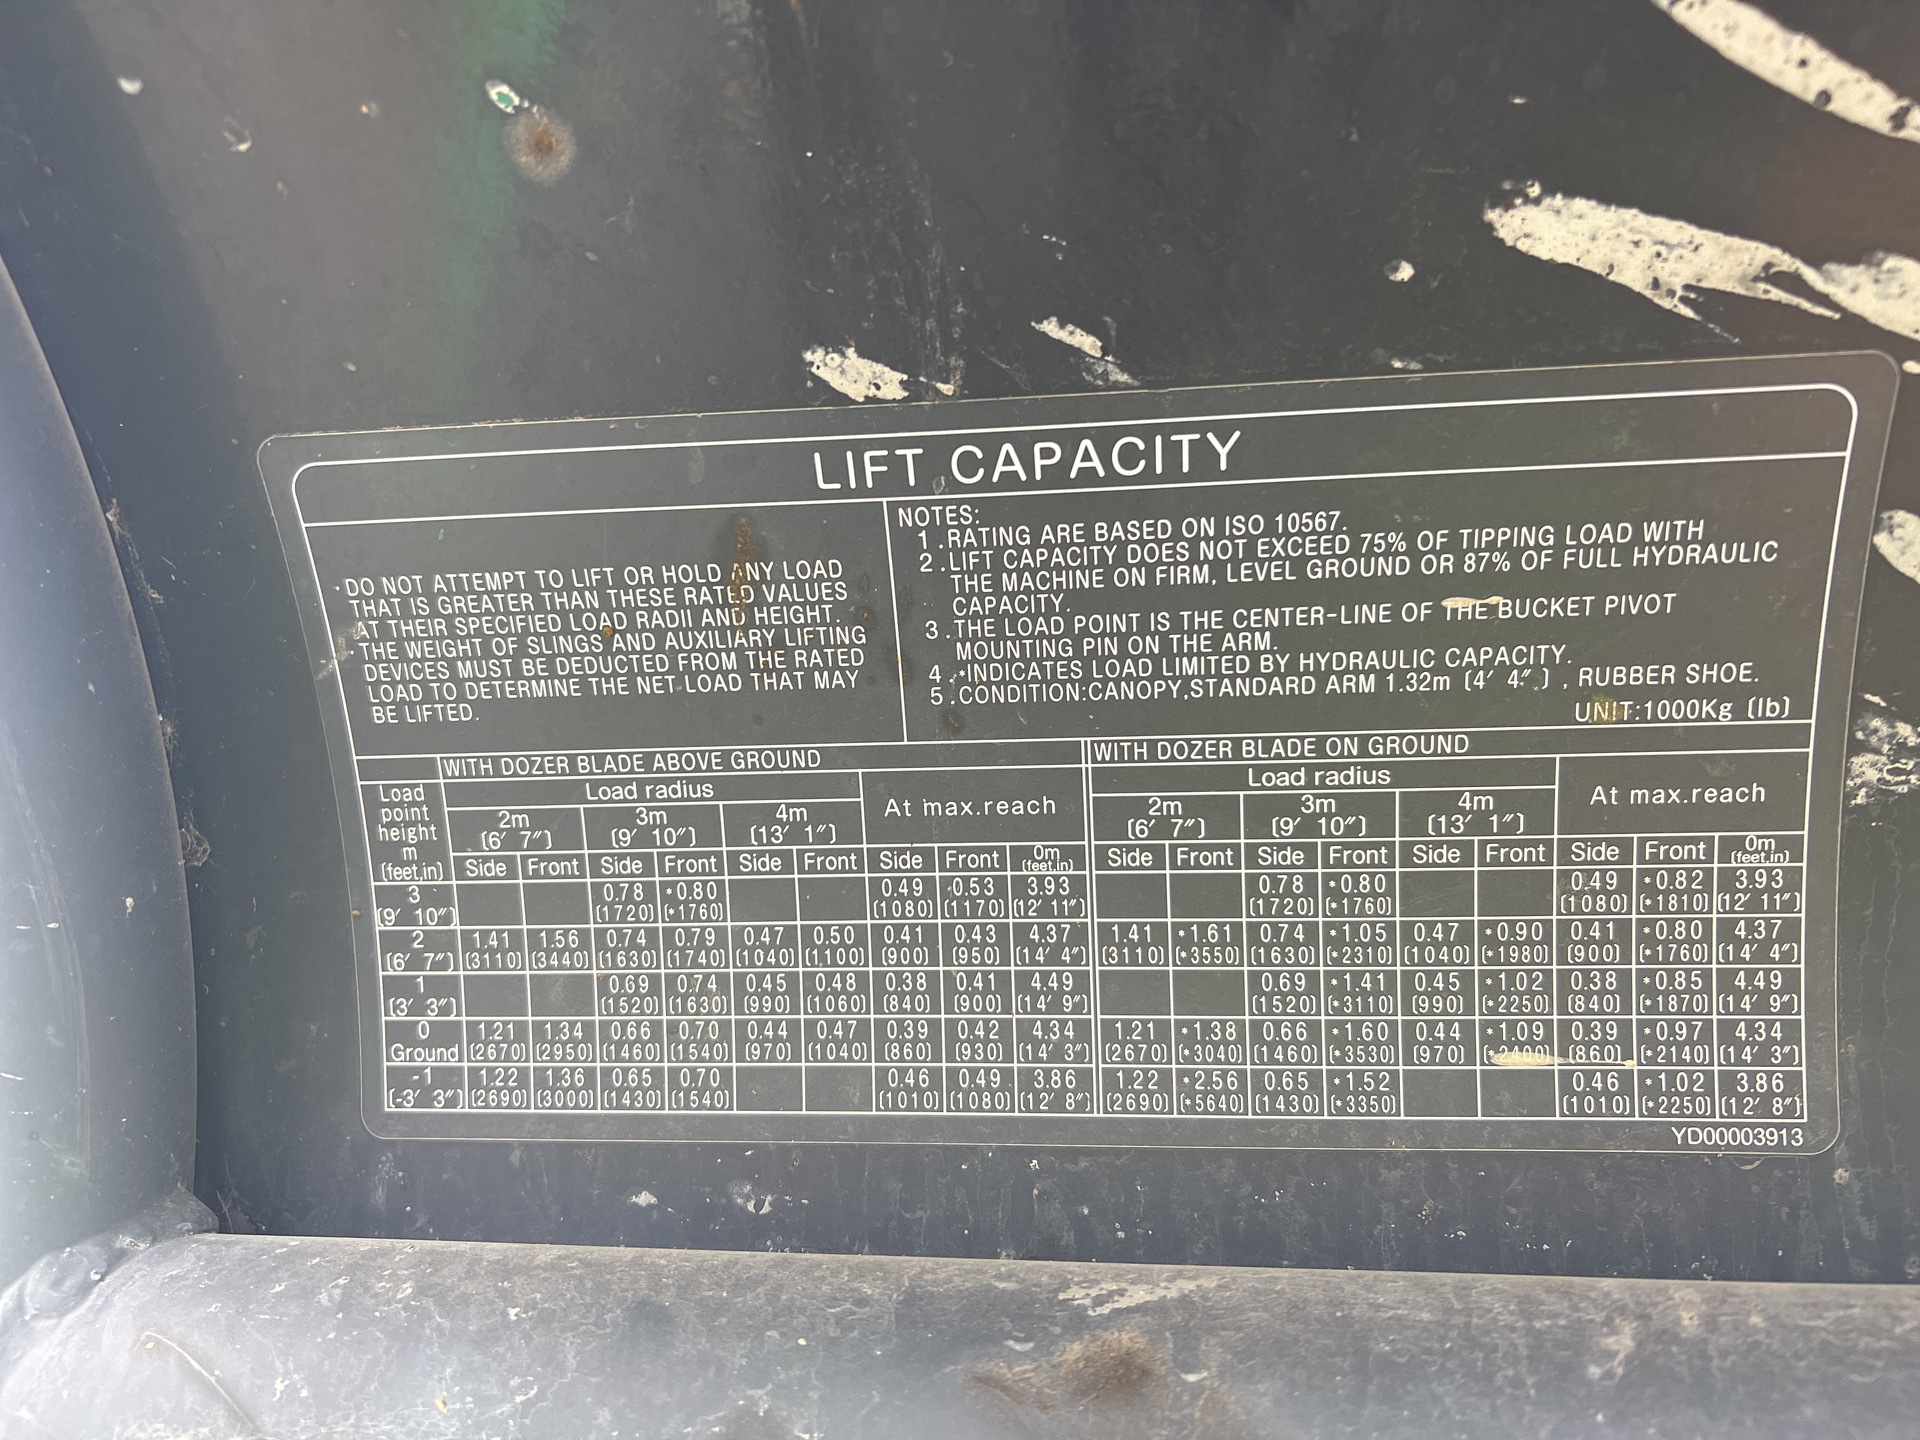 LIFT CAPACITY
·DO NOT ATTEMPT TO LIFT OR HOLD ANY LOAD
THAT IS GREATER THAN THESE RATED VALUES
AT THEIR SPECIFIED LOAD RADII AND HEIGHT.
·THE WEIGHT OF SLINGS AND AUXILIARY LIFTING
DEVICES MUST BE DEDUCTED FROM THE RATED
LOAD TO DETERMINE THE NET LOAD THAT MAY
BE LIFTED.
NOTES:
1.RATING ARE BASED ON ISO 10567.
2.LIFT CAPACITY DOES NOT EXCEED 75% OF TIPPING LOAD WITH
THE MACHINE ON FIRM, LEVEL GROUND OR 87% OF FULL HYDRAULIC
CAPACITY.
3.THE LOAD POINT IS THE CENTER-LINE OF THE BUCKET PIVOT
MOUNTING PIN ON THE ARM.
4.*INDICATES LOAD LIMITED BY HYDRAULIC CAPACITY.
5.CONDITION:CANOPY,STANDARD ARM 1.32m (4′ 4″), RUBBER SHOE.
UNIT:1000Kg (lb)
WITH DOZER BLADE ABOVE GROUND WITH DOZER BLADE ON GROUND
Load point height m (feet,in) Load radius At max.reach Load radius At max.reach
2m 3m 4m 2m 3m 4m
(6′ 7″) (9′ 10″) (13′ 1″) (6′ 7″) (9′ 10″) (13′ 1″)
Side Front Side Front Side Front Side Front 0m (feet,in) Side Front Side Front Side Front Side Front 0m (feet,in)
3 0.78 *0.80 0.49 0.53 3.93 0.78 *0.80 0.49 *0.82 3.93
(9′ 10″) (1720) (*1760) (1080) (1170) (12′ 11″) (1720) (*1760) (1080) (*1810) (12′ 11″)
2 1.41 1.56 0.74 0.79 0.47 0.50 0.41 0.43 4.37 1.41 *1.61 0.74 *1.05 0.47 *0.90 0.41 *0.80 4.37
(6′ 7″) (3110) (3440) (1630) (1740) (1040) (1100) (900) (950) (14′ 4″) (3110) (*3550) (1630) (*2310) (1040) (*1980) (900) (*1760) (14′ 4″)
1 0.69 0.74 0.45 0.48 0.38 0.41 4.49 0.69 *1.41 0.45 *1.02 0.38 *0.85 4.49
(3′ 3″) (1520) (1630) (990) (1060) (840) (900) (14′ 9″) (1520) (*3110) (990) (*2250) (840) (*1870) (14′ 9″)
0 1.21 1.34 0.66 0.70 0.44 0.47 0.39 0.42 4.34 1.21 *1.38 0.66 *1.60 0.44 *1.09 0.39 *0.97 4.34
Ground (2670) (2950) (1460) (1540) (970) (1040) (860) (930) (14′ 3″) (2670) (*3040) (1460) (*3530) (970) (*2400) (860) (*2140) (14′ 3″)
-1 1.22 1.36 0.65 0.70 0.46 0.49 3.86 1.22 *2.56 0.65 *1.52 0.46 *1.02 3.86
(-3′ 3″) (2690) (3000) (1430) (1540) (1010) (1080) (12′ 8″) (2690) (*5640) (1430) (*3350) (1010) (*2250) (12′ 8″)
YD00003913